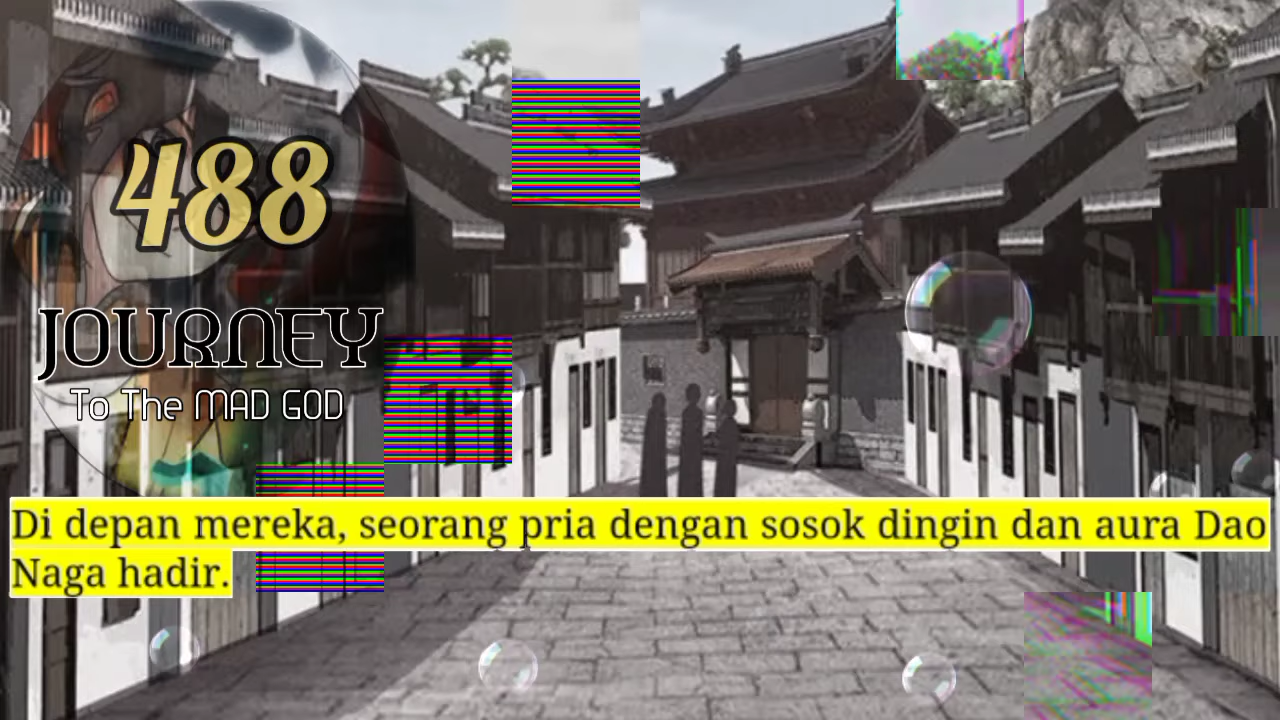 488
JOURNEY
To The MAD GOD
Di depan mereka, seorang pria dengan sosok dingin dan aura Dao
Naga hadir.